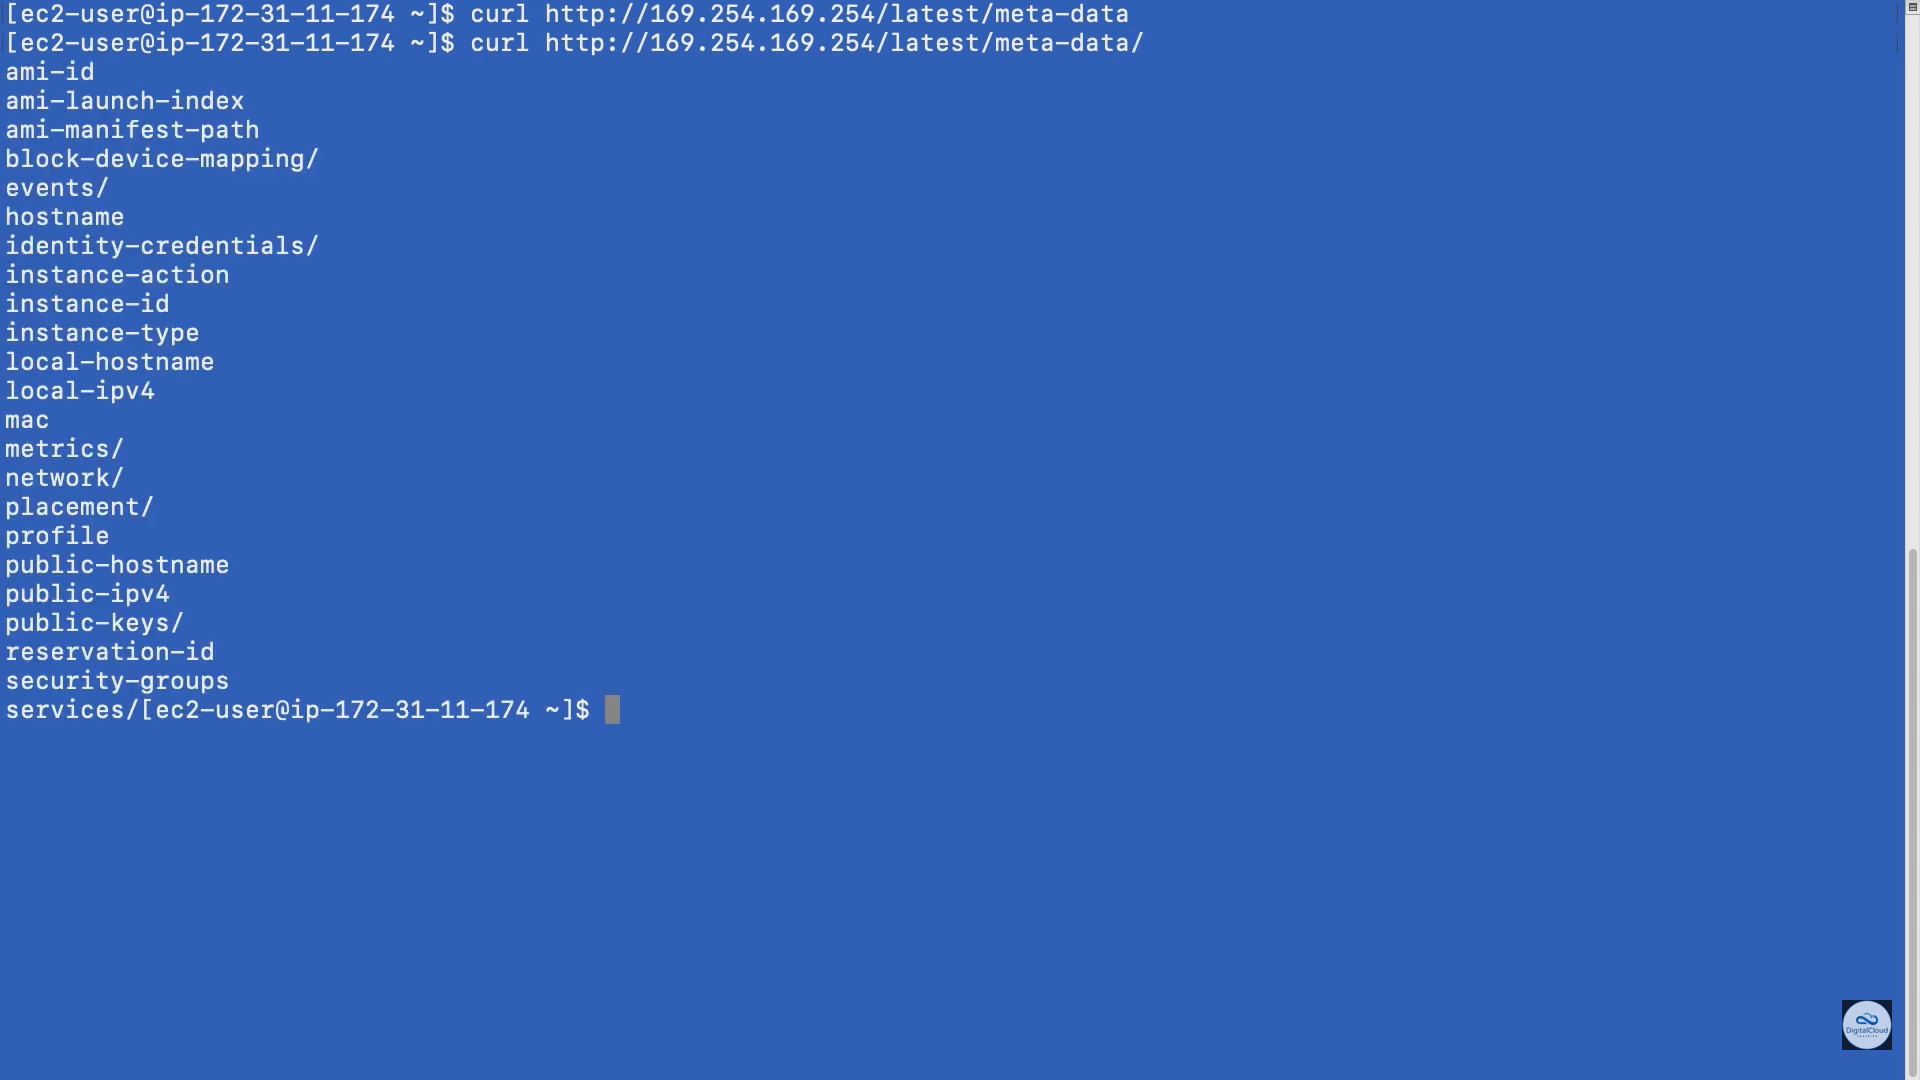 [ec2-user@ip-172-31-11-174 ~]$ curl http://169.254.169.254/latest/meta-data
[ec2-user@ip-172-31-11-174 ~]$ curl http://169.254.169.254/latest/meta-data/
ami-id
ami-launch-index
ami-manifest-path
block-device-mapping/
events/
hostname
identity-credentials/
instance-action
instance-id
instance-type
local-hostname
local-ipv4
mac
metrics/
network/
placement/
profile
public-hostname
public-ipv4
public-keys/
reservation-id
security-groups
services/[ec2-user@ip-172-31-11-174 ~]$
DigitalCloud